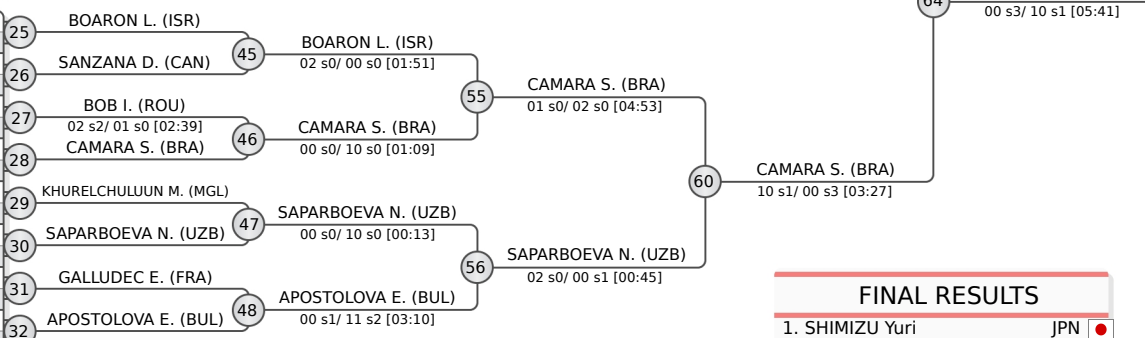 64
00 s3/ 10 s1 [05:41]
25
BOARON L. (ISR)
45
BOARON L. (ISR)
02 s0/ 00 s0 [01:51]
26
SANZANA D. (CAN)
55
CAMARA S. (BRA)
01 s0/ 02 s0 [04:53]
27
BOB I. (ROU)
02 s2/ 01 s0 [02:39]
46
CAMARA S. (BRA)
00 s0/ 10 s0 [01:09]
28
CAMARA S. (BRA)
60
CAMARA S. (BRA)
10 s1/ 00 s3 [03:27]
29
KHURELCHULUUN M. (MGL)
47
SAPARBOEVA N. (UZB)
00 s0/ 10 s0 [00:13]
30
SAPARBOEVA N. (UZB)
56
SAPARBOEVA N. (UZB)
02 s0/ 00 s1 [00:45]
31
GALLUDEC E. (FRA)
48
APOSTOLOVA E. (BUL)
00 s1/ 11 s2 [03:10]
32
APOSTOLOVA E. (BUL)
FINAL RESULTS
1. SHIMIZU Yuri JPN